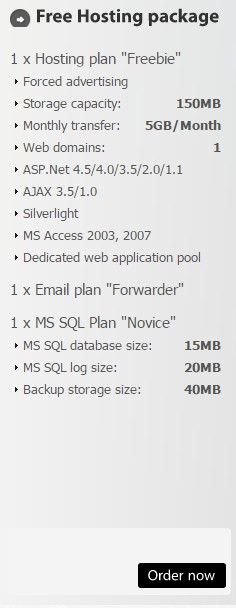 Free Hosting package
1 x Hosting plan "Freebie"
Forced advertising
Storage capacity: 150MB
Monthly transfer: 5GB/Month
Web domains: 1
ASP.Net 4.5/4.0/3.5/2.0/1.1
AJAX 3.5/1.0
Silverlight
MS Access 2003, 2007
Dedicated web application pool
1 x Email plan "Forwarder"
1 x MS SQL Plan "Novice"
MS SQL database size: 15MB
MS SQL log size: 20MB
Backup storage size: 40MB
Order now